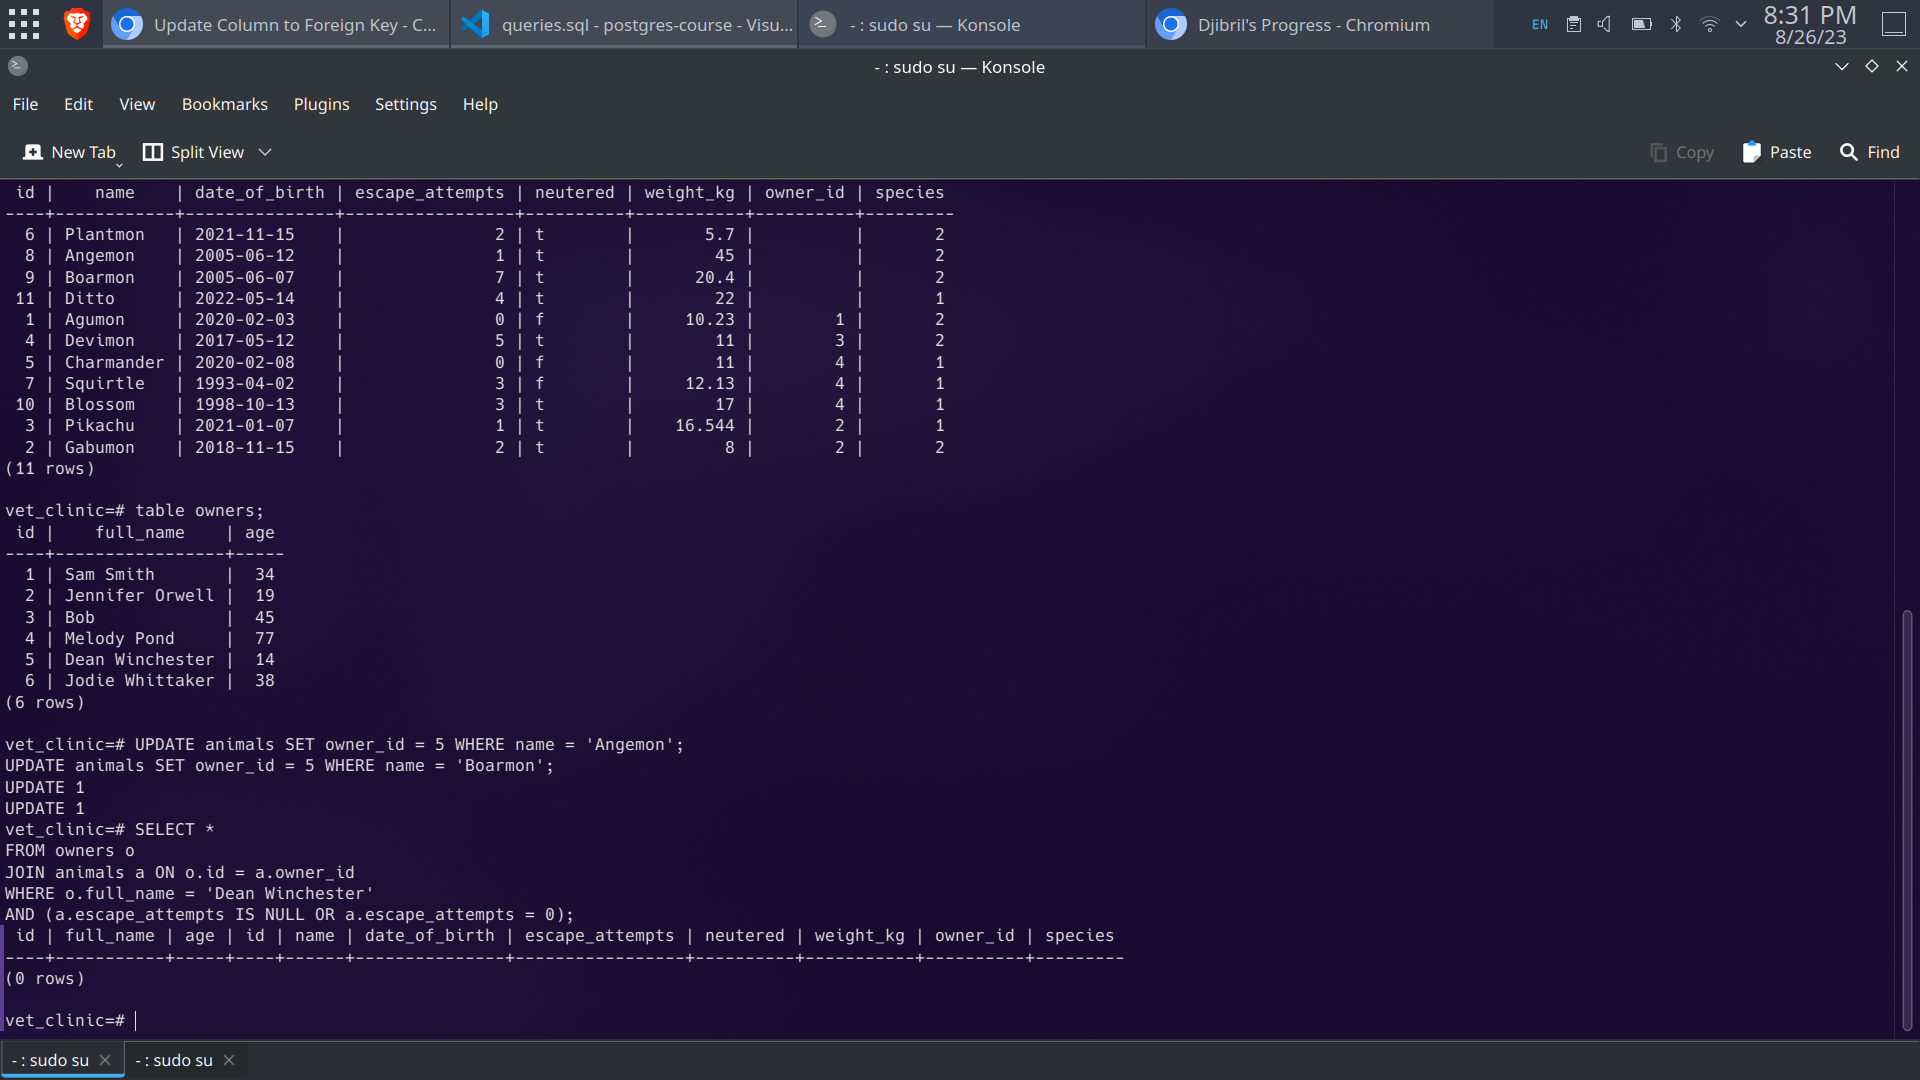 Update Column to Foreign Key - C...
queries.sql - postgres-course - Visu...
- : sudo su — Konsole
Djibril's Progress - Chromium
EN
8:31 PM
8/26/23
- : sudo su — Konsole
File Edit View Bookmarks Plugins Settings Help
New Tab Split View Copy Paste Find
 id |    name    | date_of_birth | escape_attempts | neutered | weight_kg | owner_id | species
----+------------+---------------+-----------------+----------+-----------+----------+---------
  6 | Plantmon   | 2021-11-15    |               2 | t        |       5.7 |          |       2
  8 | Angemon    | 2005-06-12    |               1 | t        |        45 |          |       2
  9 | Boarmon    | 2005-06-07    |               7 | t        |      20.4 |          |       2
 11 | Ditto      | 2022-05-14    |               4 | t        |        22 |          |       1
  1 | Agumon     | 2020-02-03    |               0 | f        |     10.23 |        1 |       2
  4 | Devimon    | 2017-05-12    |               5 | t        |        11 |        3 |       2
  5 | Charmander | 2020-02-08    |               0 | f        |        11 |        4 |       1
  7 | Squirtle   | 1993-04-02    |               3 | f        |     12.13 |        4 |       1
 10 | Blossom    | 1998-10-13    |               3 | t        |        17 |        4 |       1
  3 | Pikachu    | 2021-01-07    |               1 | t        |    16.544 |        2 |       1
  2 | Gabumon    | 2018-11-15    |               2 | t        |         8 |        2 |       2
(11 rows)
vet_clinic=# table owners;
 id |    full_name    | age
----+-----------------+-----
  1 | Sam Smith       |  34
  2 | Jennifer Orwell |  19
  3 | Bob             |  45
  4 | Melody Pond     |  77
  5 | Dean Winchester |  14
  6 | Jodie Whittaker |  38
(6 rows)
vet_clinic=# UPDATE animals SET owner_id = 5 WHERE name = 'Angemon';
UPDATE animals SET owner_id = 5 WHERE name = 'Boarmon';
UPDATE 1
UPDATE 1
vet_clinic=# SELECT *
FROM owners o
JOIN animals a ON o.id = a.owner_id
WHERE o.full_name = 'Dean Winchester'
AND (a.escape_attempts IS NULL OR a.escape_attempts = 0);
 id | full_name | age | id | name | date_of_birth | escape_attempts | neutered | weight_kg | owner_id | species
----+-----------+-----+----+------+---------------+-----------------+----------+-----------+----------+---------
(0 rows)
vet_clinic=#
- : sudo su
- : sudo su